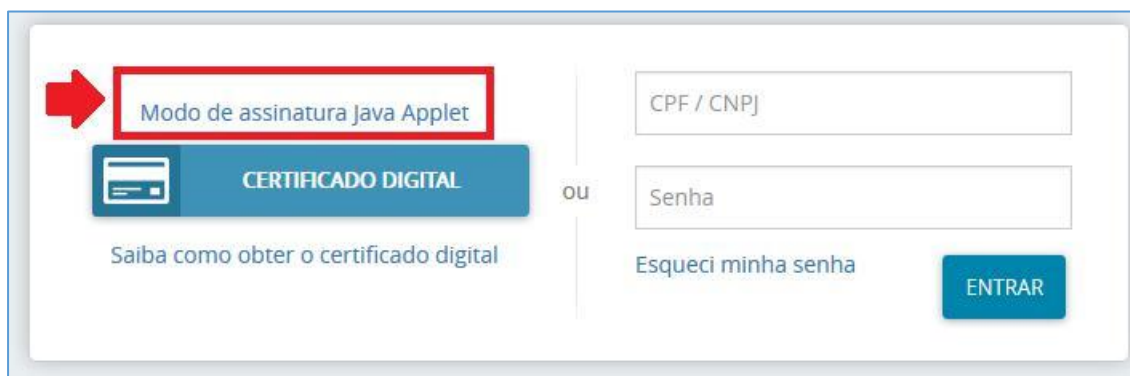 Modo de assinatura Java Applet
CERTIFICADO DIGITAL
Saiba como obter o certificado digital
ou
CPF / CNPJ
Senha
Esqueci minha senha
ENTRAR